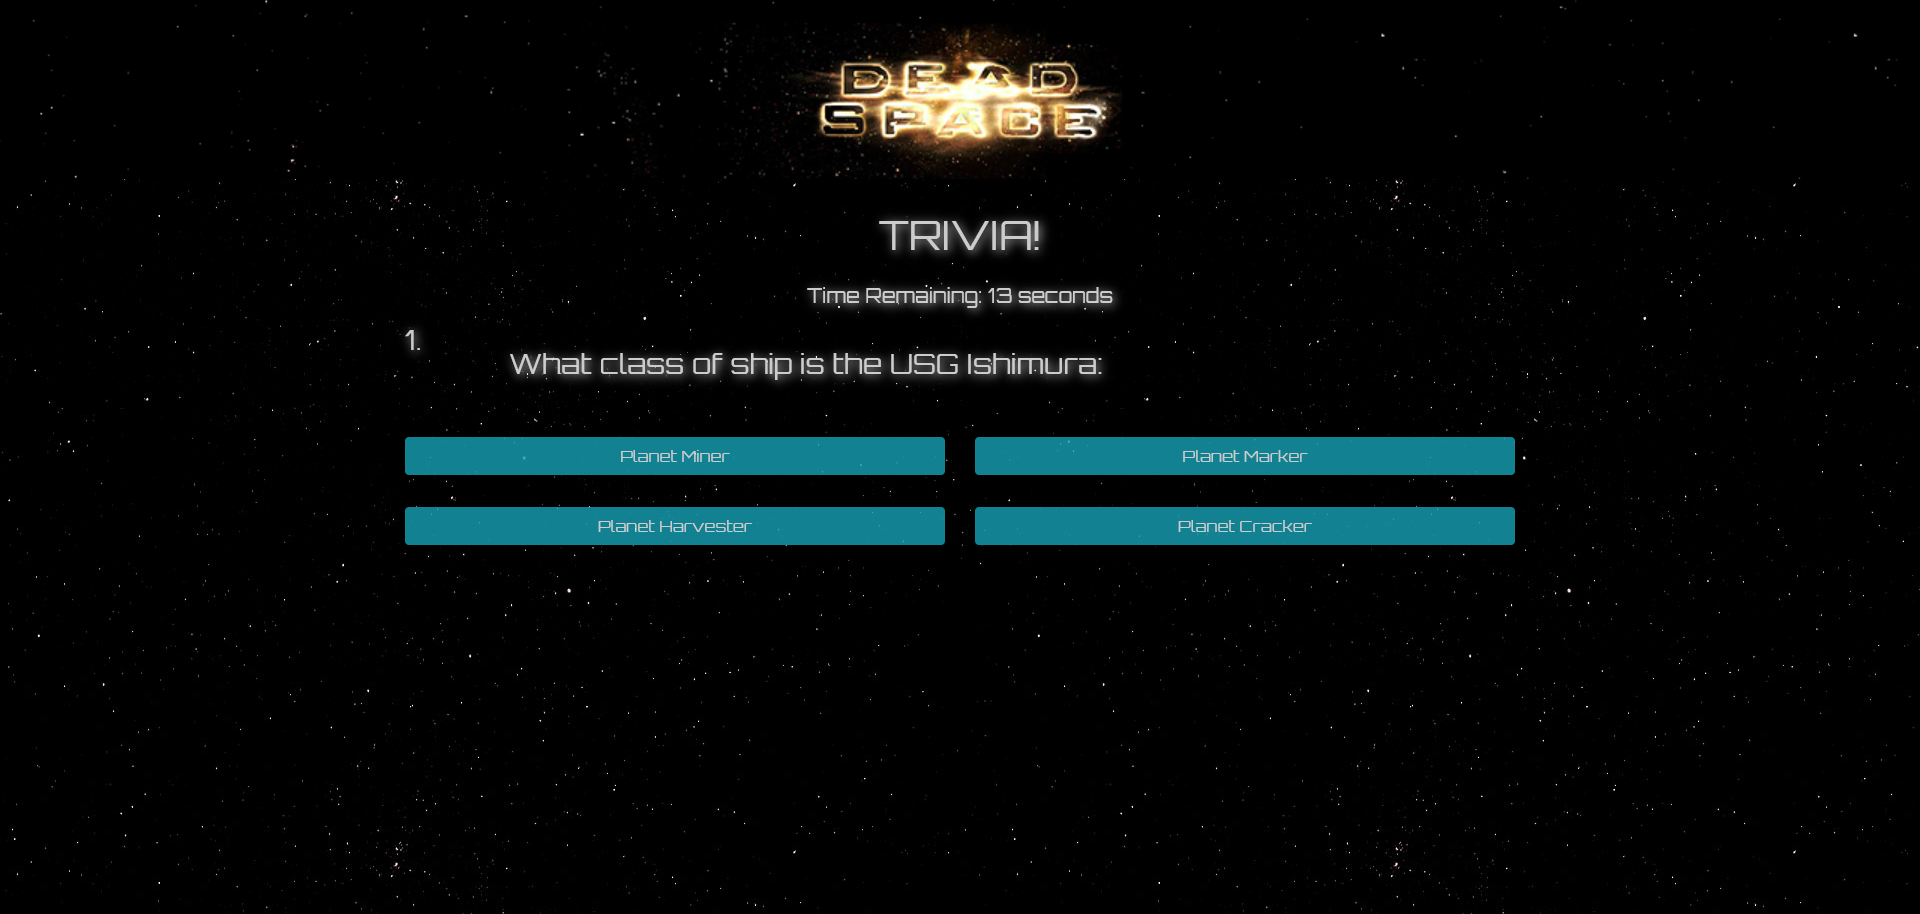 DEAD
SPACE
TRIVIA!
Time Remaining: 13 seconds
1.
What class of ship is the USG Ishimura:
Planet Miner
Planet Marker
Planet Harvester
Planet Cracker